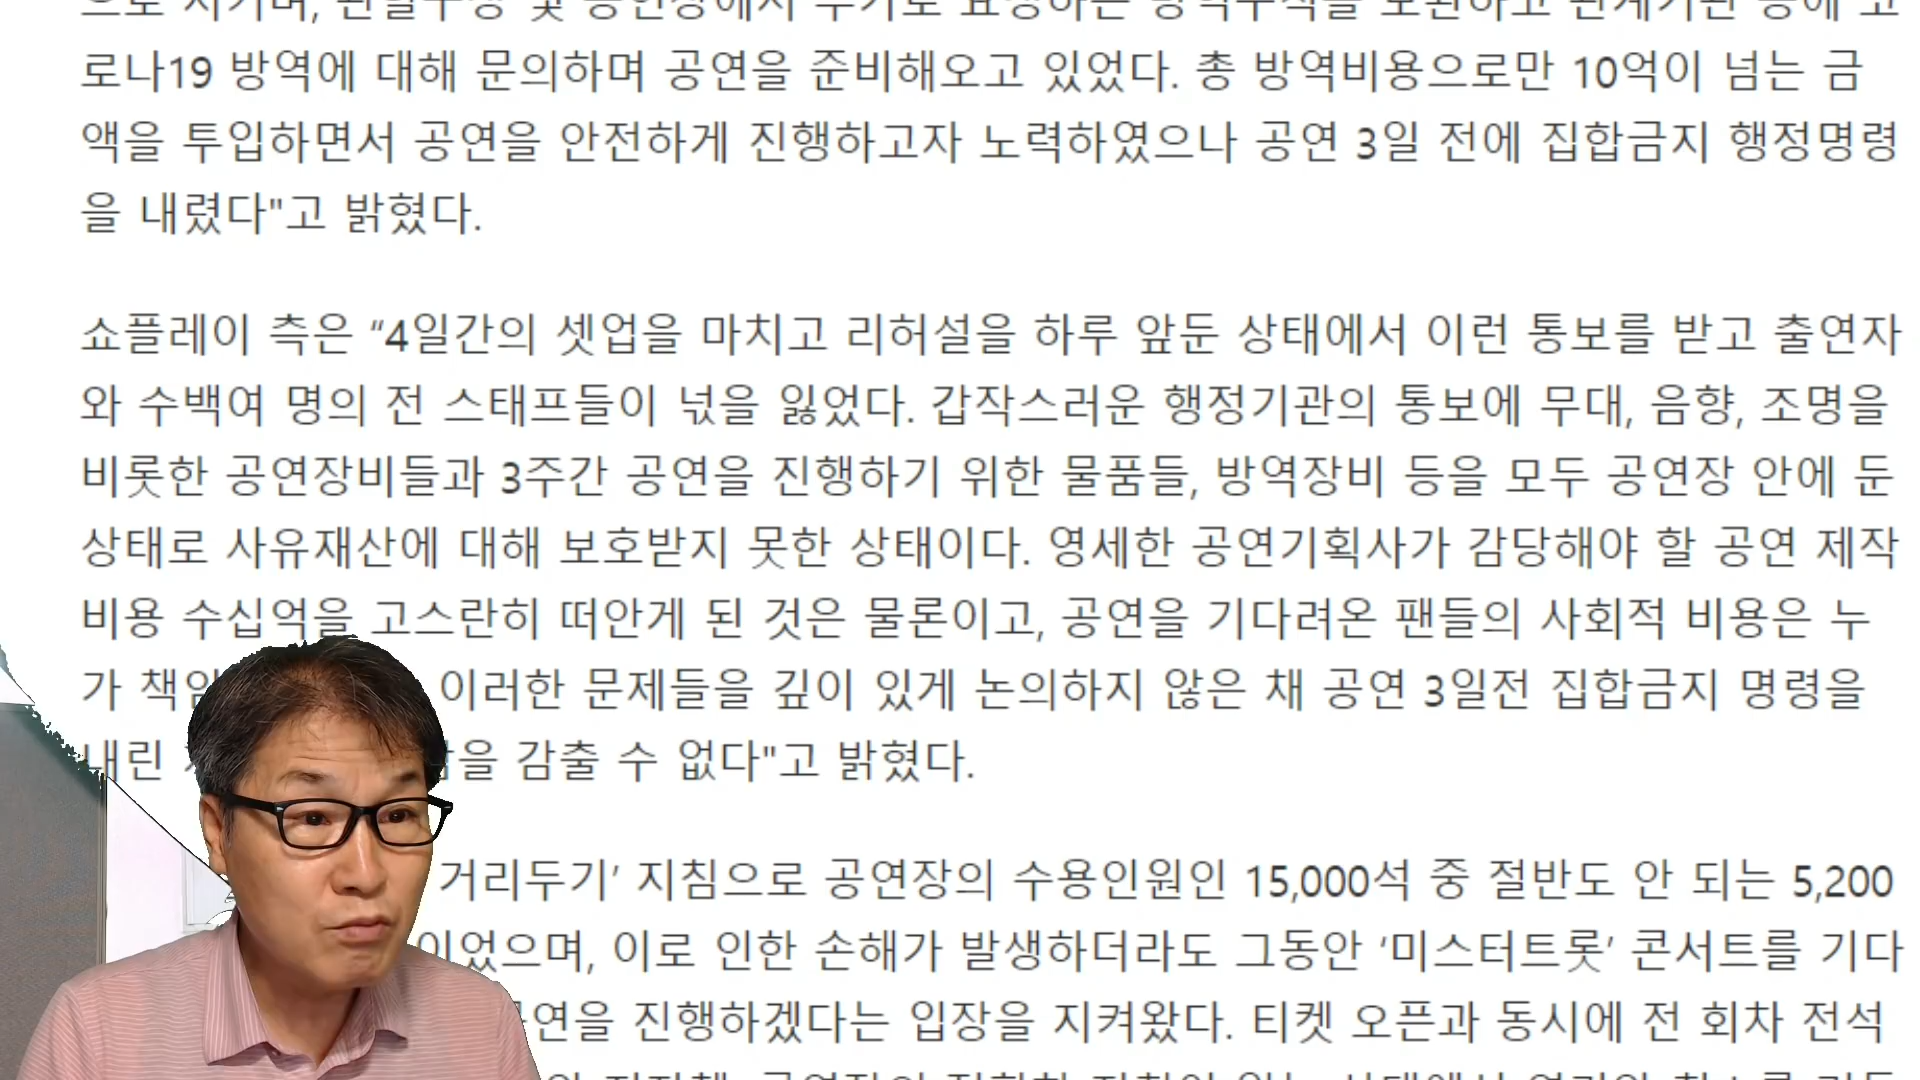 로나19 방역에 대해 문의하며 공연을 준비해오고 있었다. 총 방역비용으로만 10억이 넘는 금
액을 투입하면서 공연을 안전하게 진행하고자 노력하였으나 공연 3일 전에 집합금지 행정명령
을 내렸다"고 밝혔다.
쇼플레이 측은 “4일간의 셋업을 마치고 리허설을 하루 앞둔 상태에서 이런 통보를 받고 출연자
와 수백여 명의 전 스태프들이 넋을 잃었다. 갑작스러운 행정기관의 통보에 무대, 음향, 조명을
비롯한 공연장비들과 3주간 공연을 진행하기 위한 물품들, 방역장비 등을 모두 공연장 안에 둔
상태로 사유재산에 대해 보호받지 못한 상태이다. 영세한 공연기획사가 감당해야 할 공연 제작
비용 수십억을 고스란히 떠안게 된 것은 물론이고, 공연을 기다려온 팬들의 사회적 비용은 누
가 이러한 문제들을 깊이 있게 논의하지 않은 채 공연 3일전 집합금지 명령을
내린 감출 수 없다"고 밝혔다.
거리두기’ 지침으로 공연장의 수용인원인 15,000석 중 절반도 안 되는 5,200
이었으며, 이로 인한 손해가 발생하더라도 그동안 ‘미스터트롯’ 콘서트를 기다
진행하겠다는 입장을 지켜왔다. 티켓 오픈과 동시에 전 회차 전석